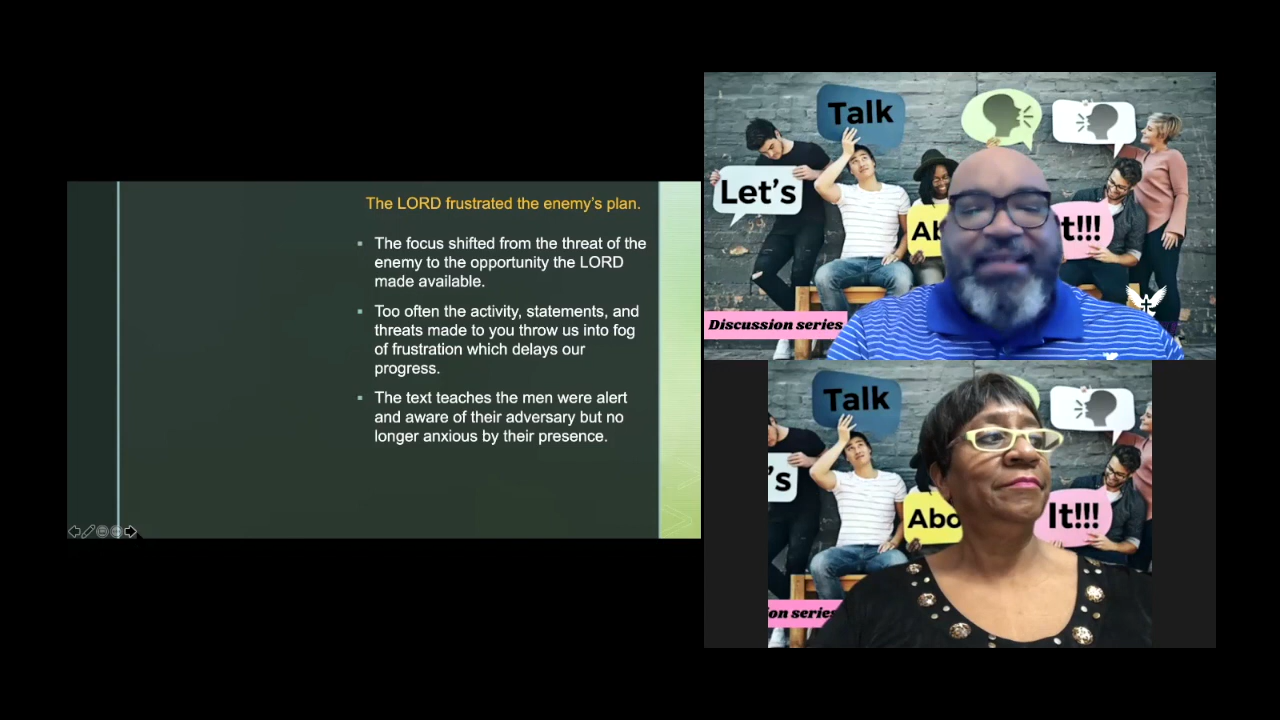 The LORD frustrated the enemy's plan.
The focus shifted from the threat of the
enemy to the opportunity the LORD
made available.
Too often the activity, statements, and
threats made to you throw us into fog
of frustration which delays our
progress.
The text teaches the men were alert
and aware of their adversary but no
longer anxious by their presence.
Talk
Let's
Ab
t!!!
Discussion series
Talk
's
Abo
It!!!
ion series